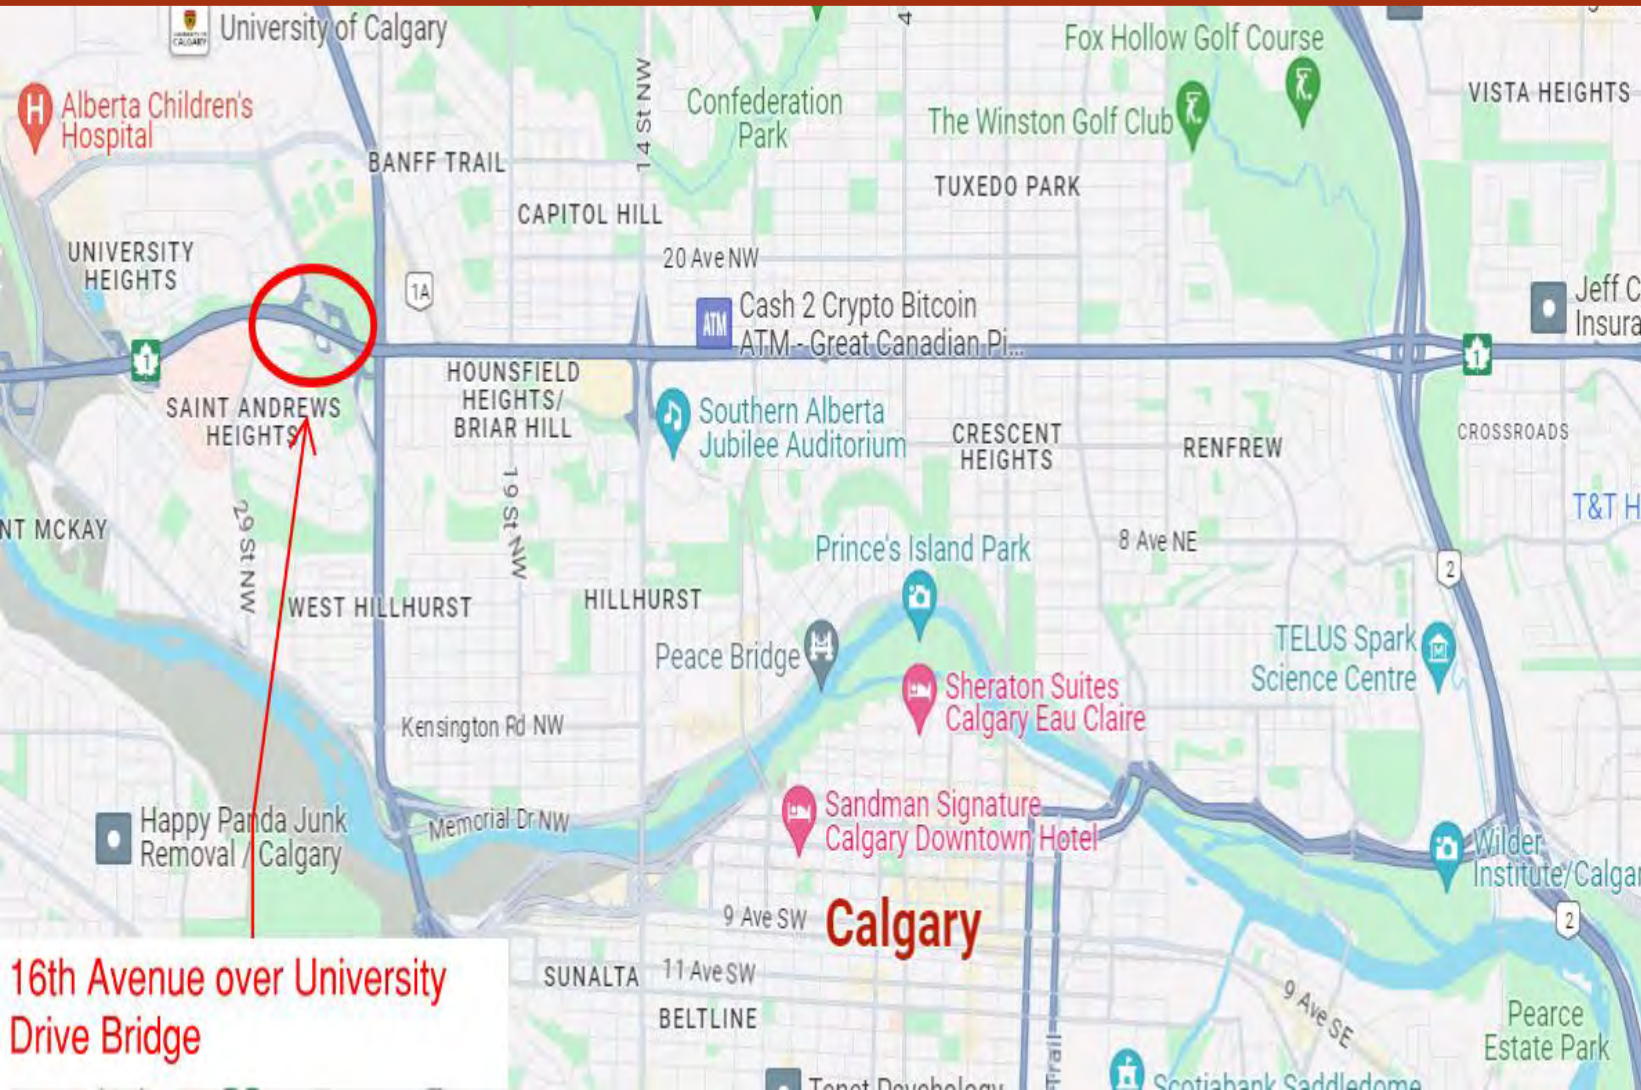 University of Calgary
UNIVERSITY OF
CALGARY
4
Fox Hollow Golf Course
Alberta Children's
Hospital
14 St NW
Confederation
Park
The Winston Golf Club
VISTA HEIGHTS
BANFF TRAIL
TUXEDO PARK
CAPITOL HILL
UNIVERSITY
HEIGHTS
20 Ave NW
1A
Cash 2 Crypto Bitcoin
ATM - Great Canadian Pi...
ATM
Jeff C
Insura
1
1
HOUNSFIELD
HEIGHTS/
BRIAR HILL
SAINT ANDREWS
HEIGHTS
Southern Alberta
Jubilee Auditorium
CRESCENT
HEIGHTS
RENFREW
CROSSROADS
19 St NW
29 St NW
NT MCKAY
T&T H
Prince's Island Park
8 Ave NE
2
WEST HILLHURST
HILLHURST
Peace Bridge
TELUS Spark
Science Centre
Sheraton Suites
Calgary Eau Claire
Kensington Rd NW
Happy Panda Junk
Removal / Calgary
Memorial Dr NW
Sandman Signature
Calgary Downtown Hotel
Wilder
Institute/Calgar
2
9 Ave SW
Calgary
16th Avenue over University
Drive Bridge
SUNALTA
11 Ave SW
BELTLINE
9 Ave SE
Pearce
Estate Park
Trail
Tenet Psychology
Scotiabank Saddledome